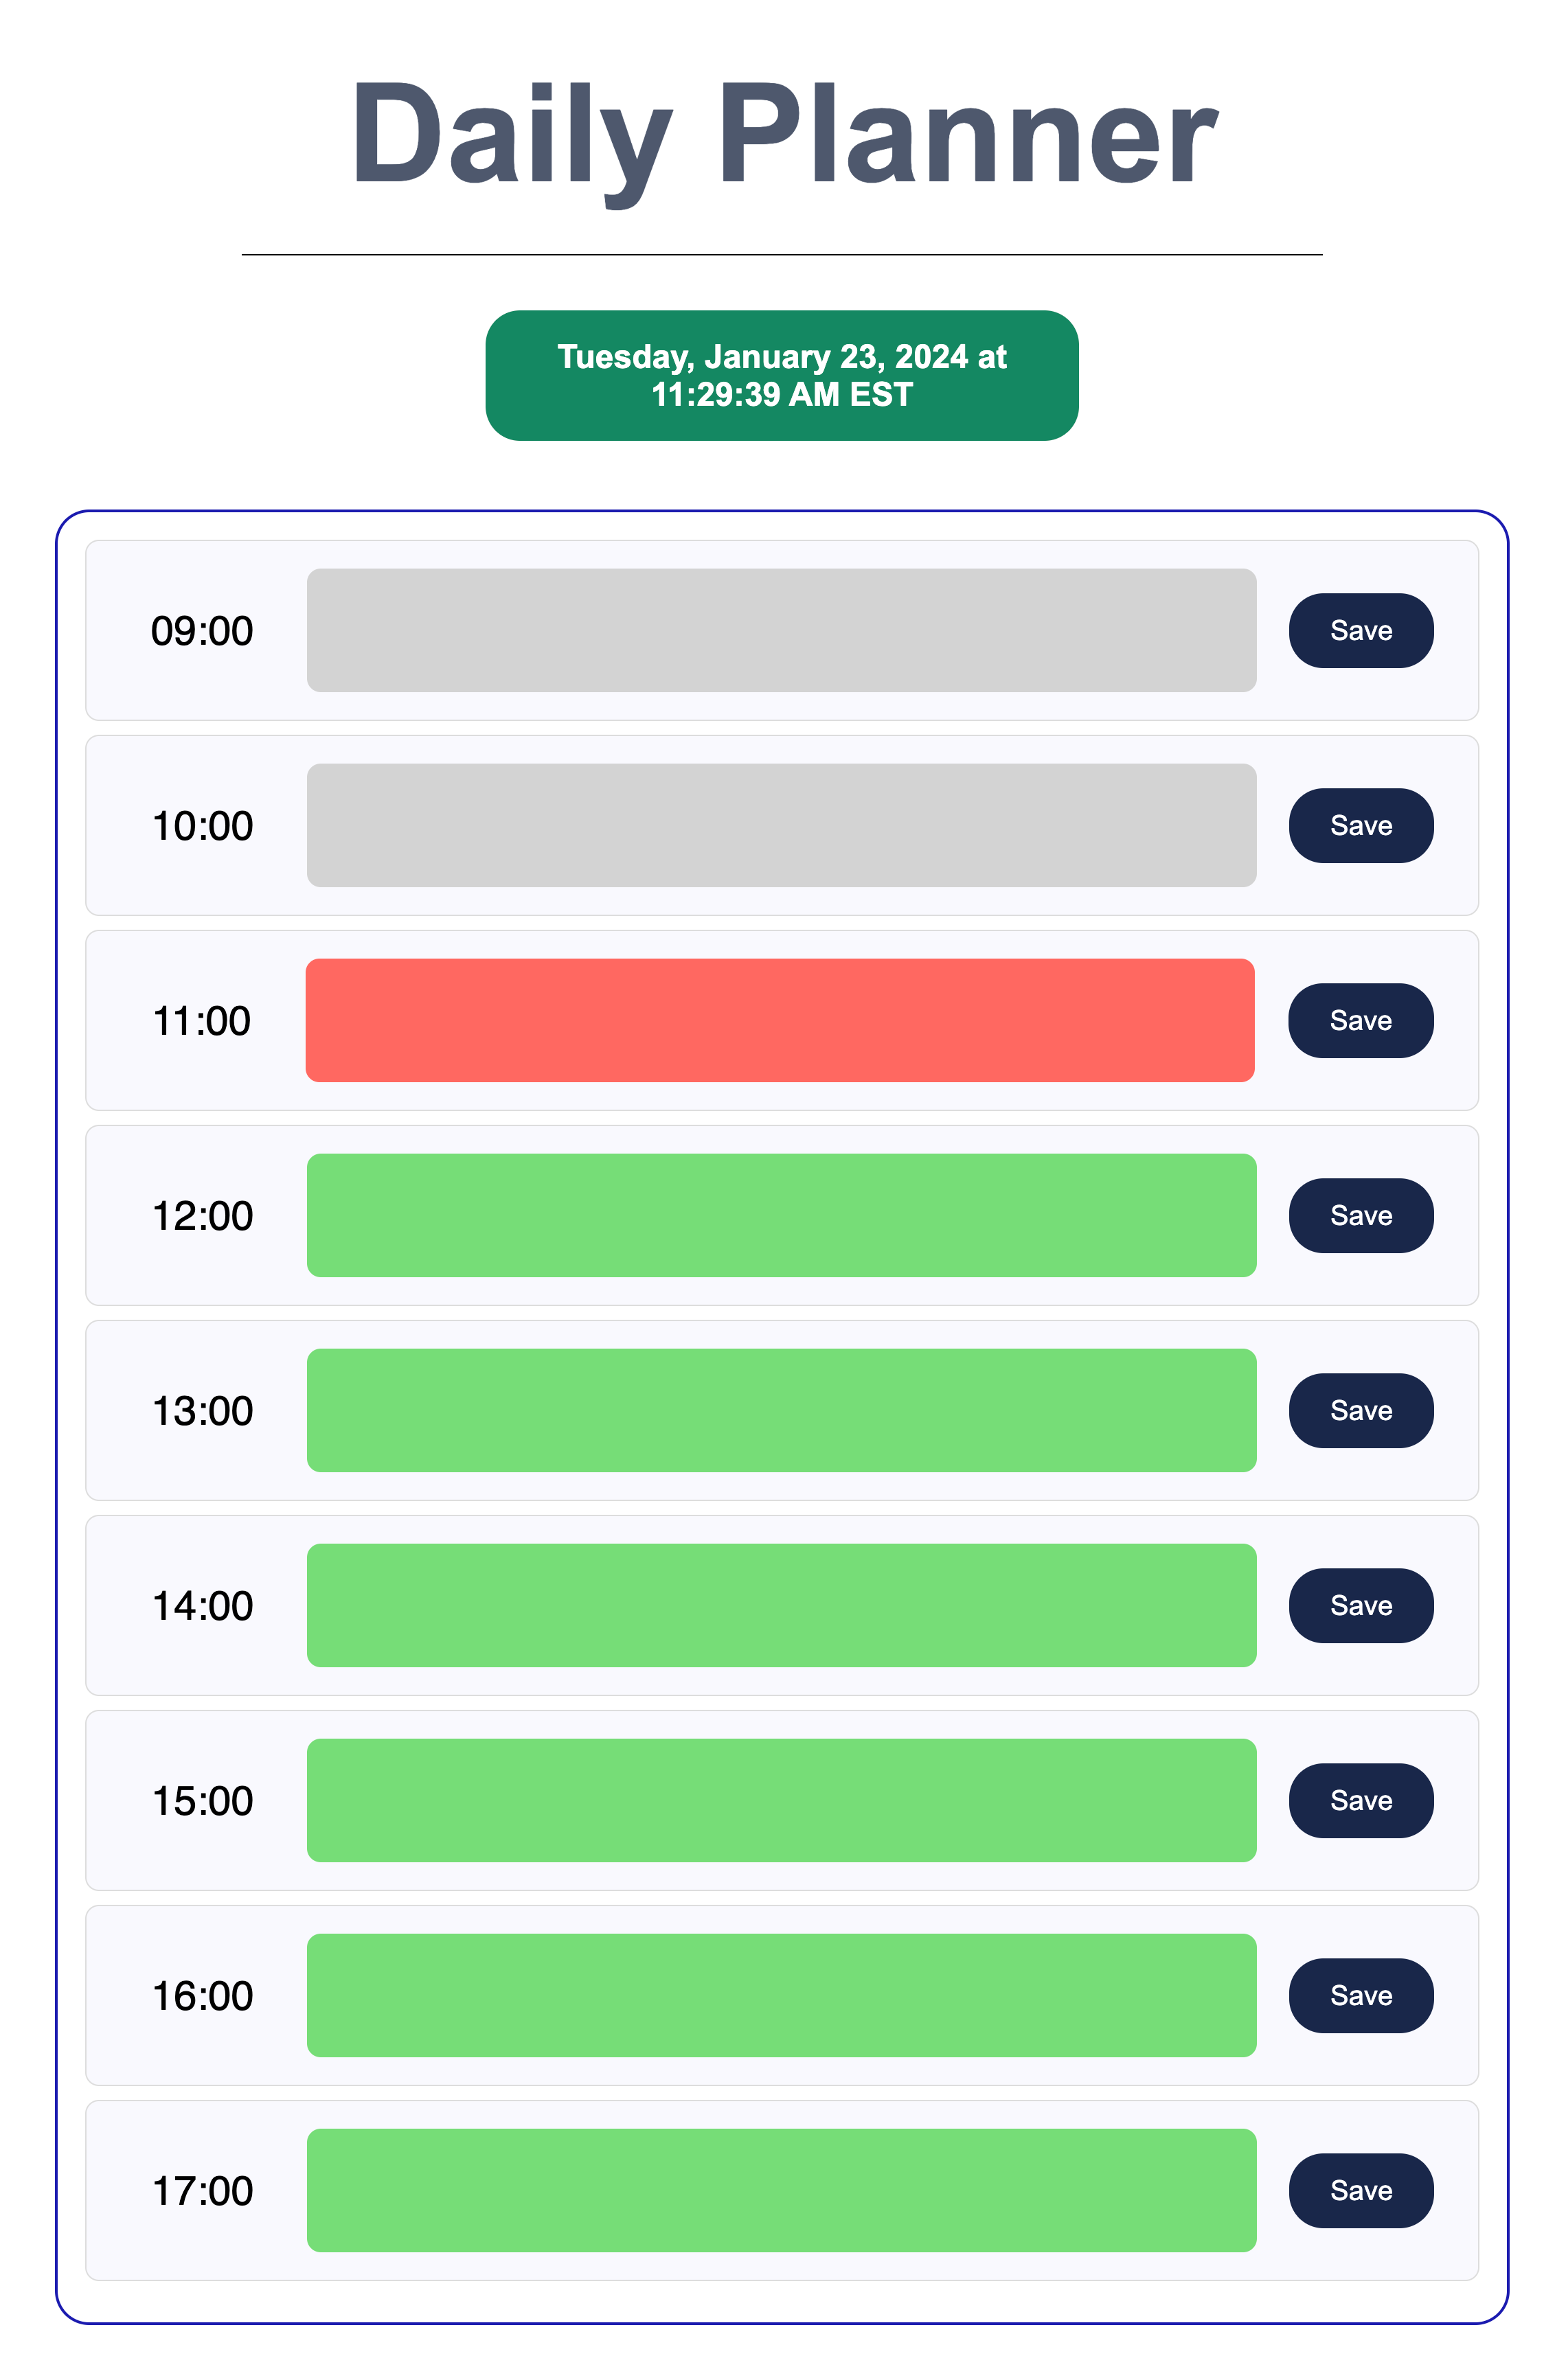 Daily Planner
Tuesday, January 23, 2024 at
11:29:39 AM EST
09:00 Save
10:00 Save
11:00 Save
12:00 Save
13:00 Save
14:00 Save
15:00 Save
16:00 Save
17:00 Save